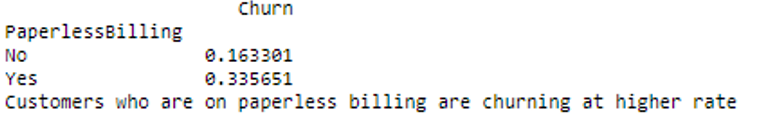 Churn
PaperlessBilling
No 0.163301
Yes 0.335651
Customers who are on paperless billing are churning at higher rate